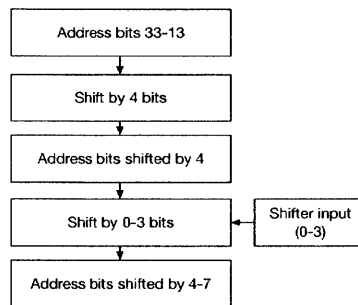 Address bits 33-13
Shift by 4 bits
Address bits shifted by 4
Shift by 0-3 bits
Shifter input
(0-3)
Address bits shifted by 4-7